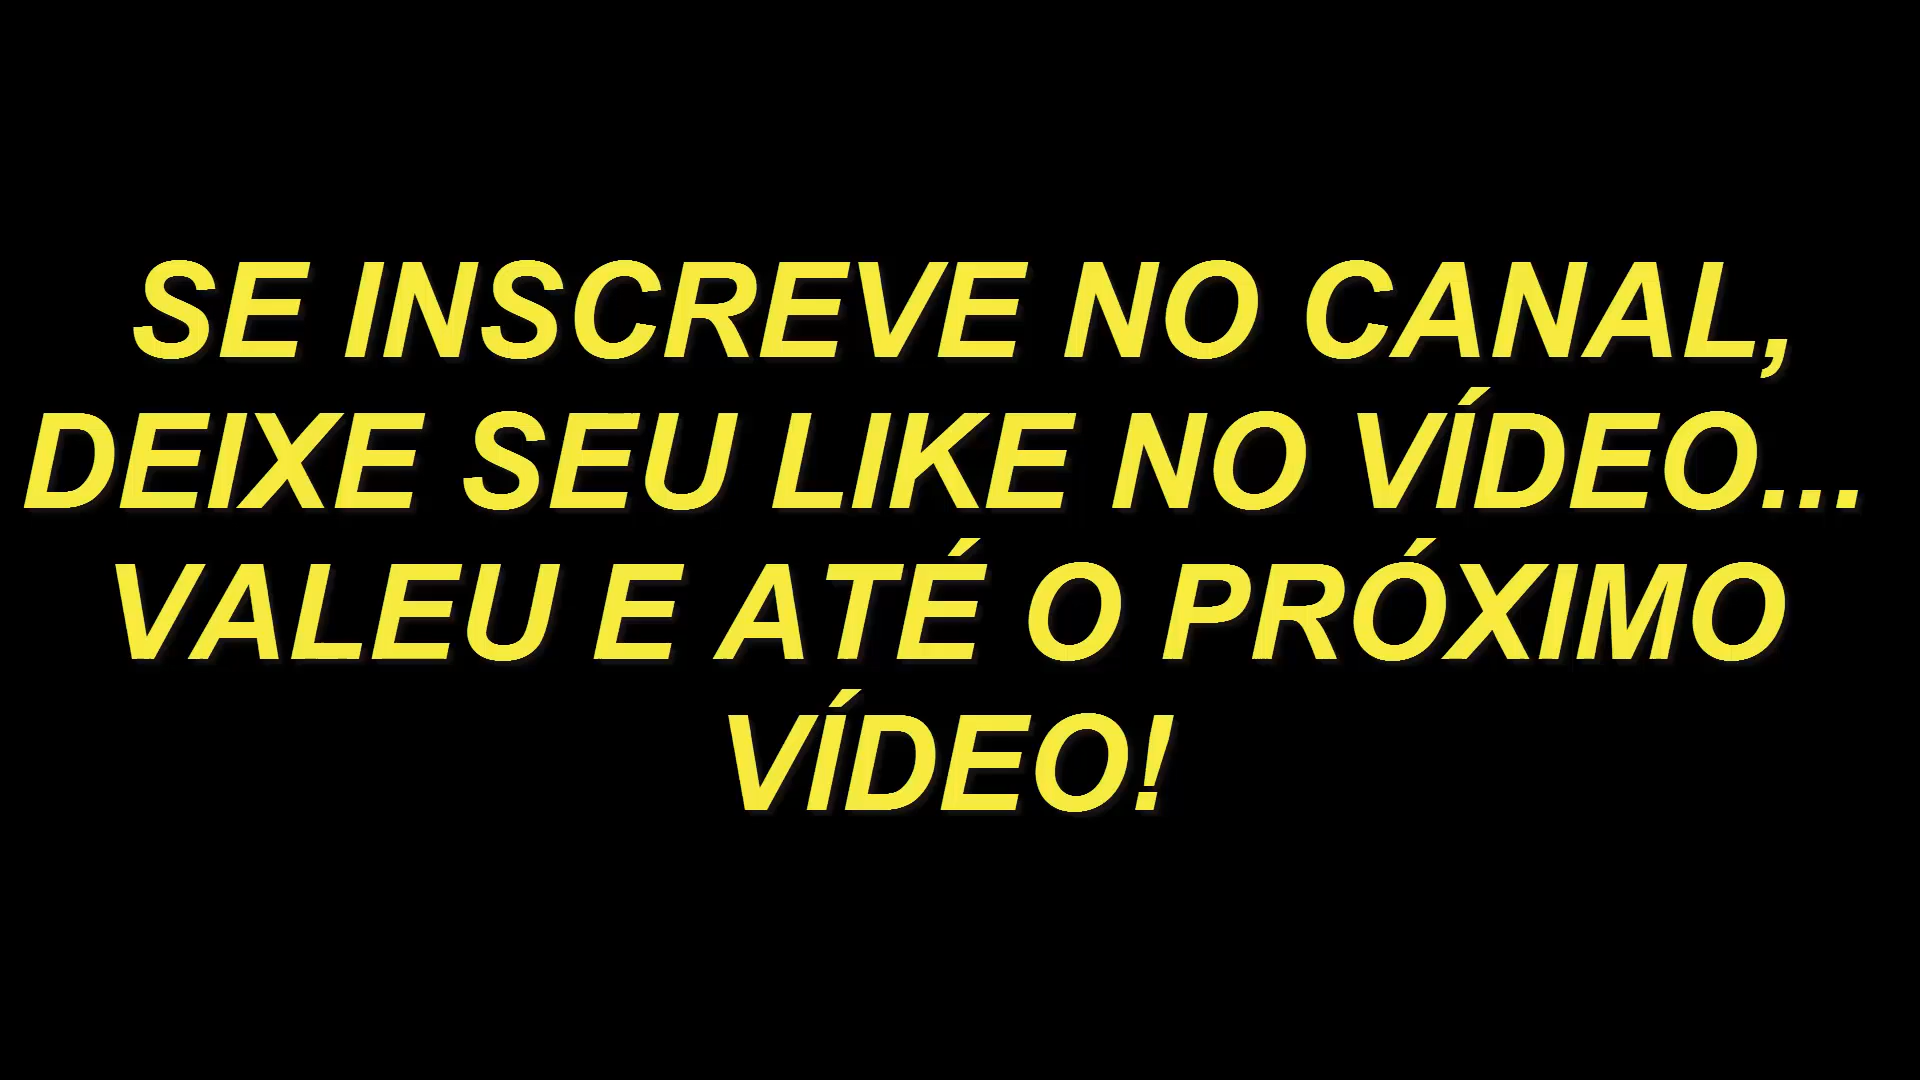 SE INSCREVE NO CANAL,
DEIXE SEU LIKE NO VÍDEO...
VALEU E ATÉ O PRÓXIMO
VÍDEO!